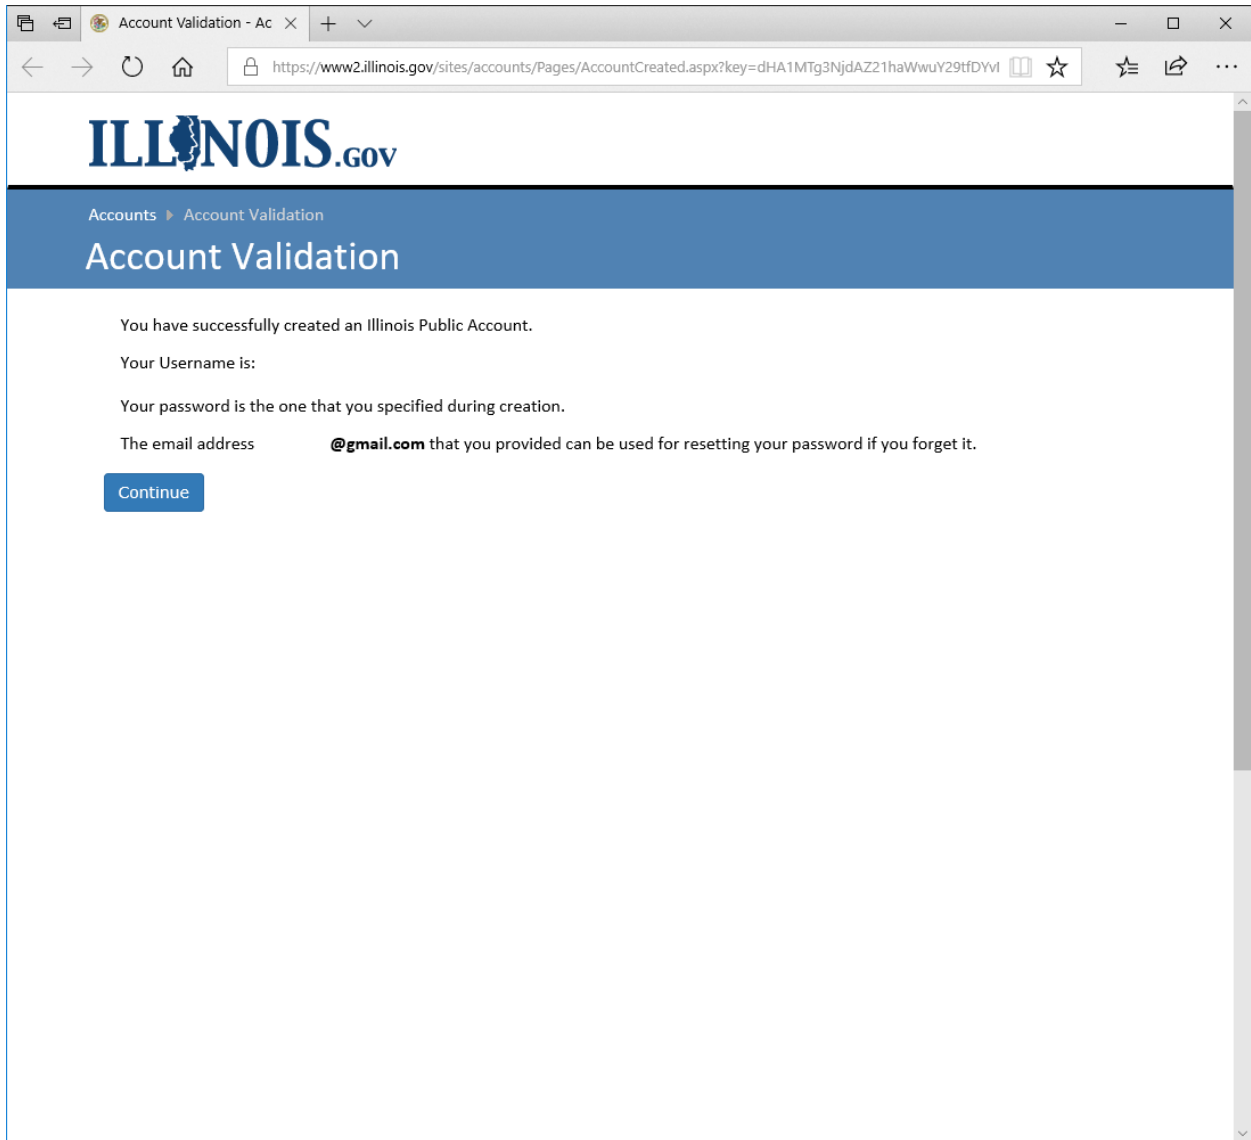 Account Validation - Ac
https://www2.illinois.gov/sites/accounts/Pages/AccountCreated.aspx?key=dHA1MTg3NjdAZ21haWwuY29tfDYvI
ILLINOIS.GOV
Accounts Account Validation
Account Validation
You have successfully created an Illinois Public Account.
Your Username is:
Your password is the one that you specified during creation.
The email address @gmail.com that you provided can be used for resetting your password if you forget it.
Continue